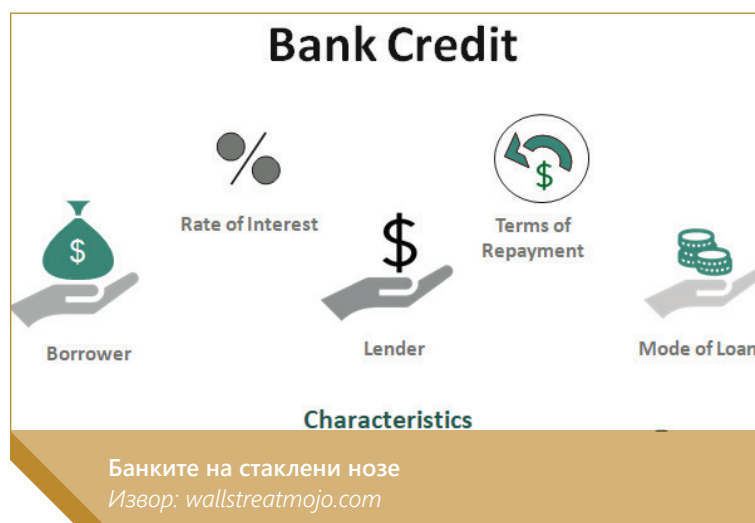 Bank Credit
Rate of Interest
Terms of
Repayment
$
$
$
Borrower
Lender
Mode of Loan
Characteristics
Банките на стаклени нозе
Извор: wallstreatmojo.com